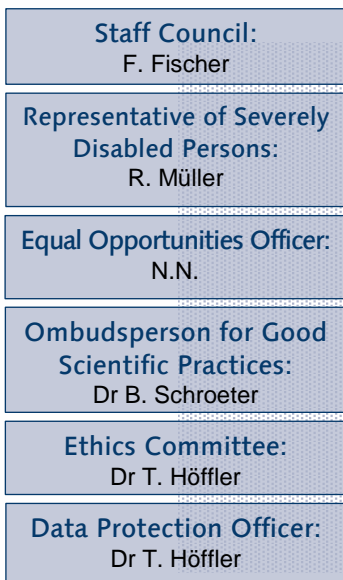 Staff Council:
F. Fischer
Representative of Severely
Disabled Persons:
R. Müller
Equal Opportunities Officer:
N.N.
Ombudsperson for Good
Scientific Practices:
Dr B. Schroeter
Ethics Committee:
Dr T. Höffler
Data Protection Officer:
Dr T. Höffler